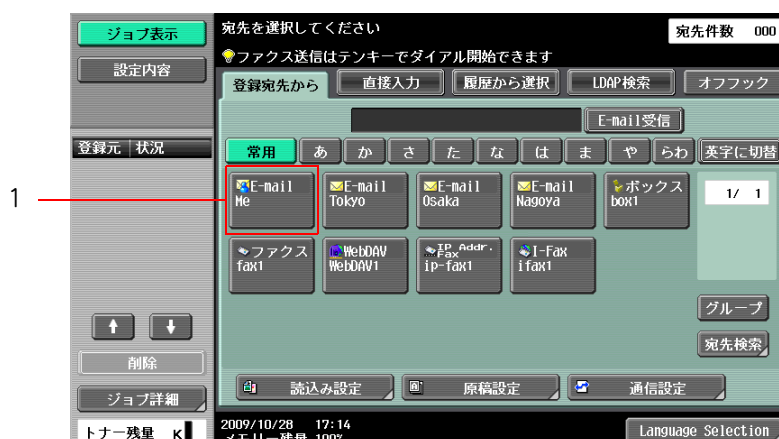 ジョブ表示
設定内容
登録元 状況
削除
ジョブ詳細
トナー残量 K
宛先を選択してください
宛先件数 000
ファクス送信はテンキーでダイアル開始できます
登録宛先から 直接入力 履歴から選択 LDAP検索 オフフック
E-mail受信
常用 あ か さ た な は ま や らわ 英字に切替
1
E-mail
Me
E-mail
Tokyo
E-mail
Osaka
E-mail
Nagoya
ボックス
box1
1/ 1
ファクス
fax1
WebDAV
WebDAV1
IP Addr.
Fax
ip-fax1
I-Fax
ifax1
グループ
宛先検索
読込み設定 原稿設定 通信設定
2009/10/28 17:14
メモリー残量 100%
Language Selection